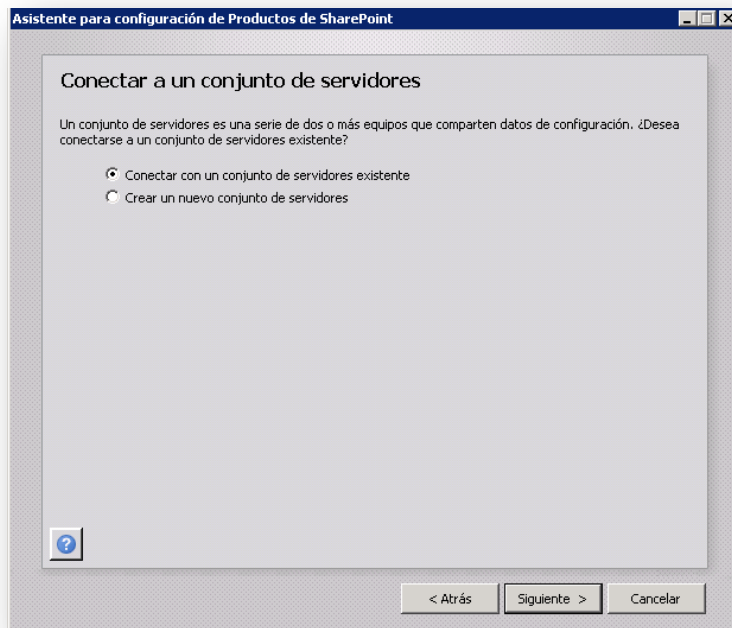 Asistente para configuración de Productos de SharePoint
Conectar a un conjunto de servidores
Un conjunto de servidores es una serie de dos o más equipos que comparten datos de configuración. ¿Desea
conectarse a un conjunto de servidores existente?
Conectar con un conjunto de servidores existente
Crear un nuevo conjunto de servidores
?
< Atrás
Siguiente >
Cancelar